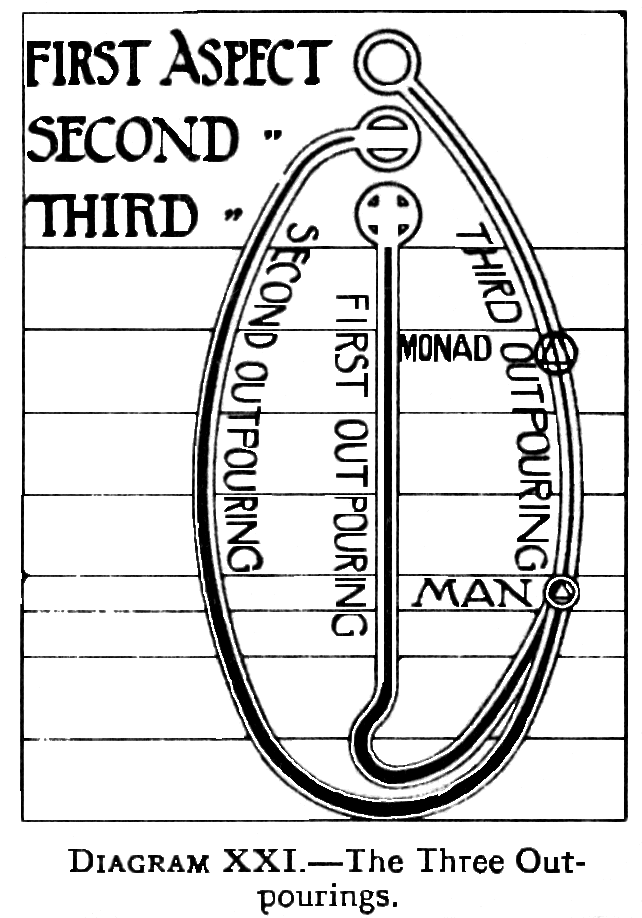 FIRST ASPECT
SECOND "
THIRD "
SECOND OUTPOURING
FIRST OUTPOURING
THIRD OUTPOURING
MONAD
MAN
DIAGRAM XXI.—The Three Out-
pourings.